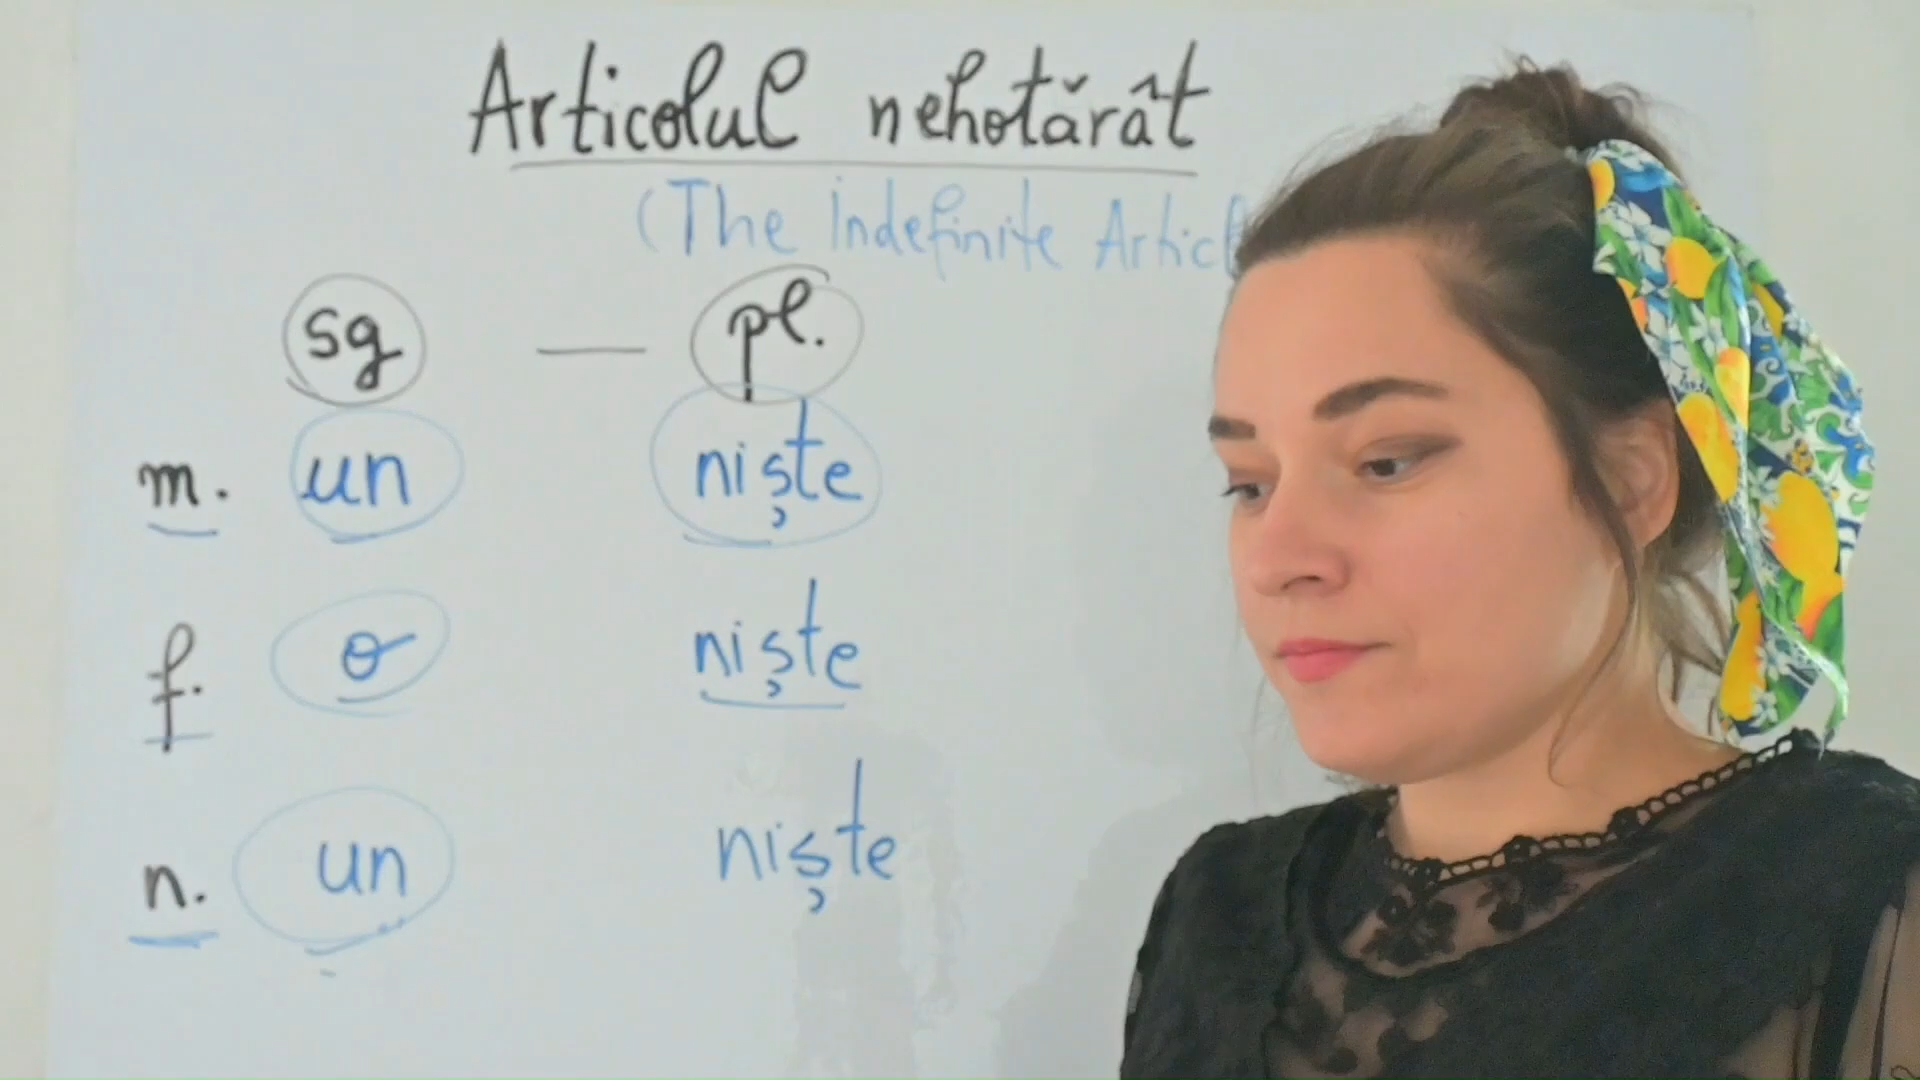 Articolul nehotărât
(The Indefinite Articl
sg — pl.
m. un niște
f. o niște
n. un niște